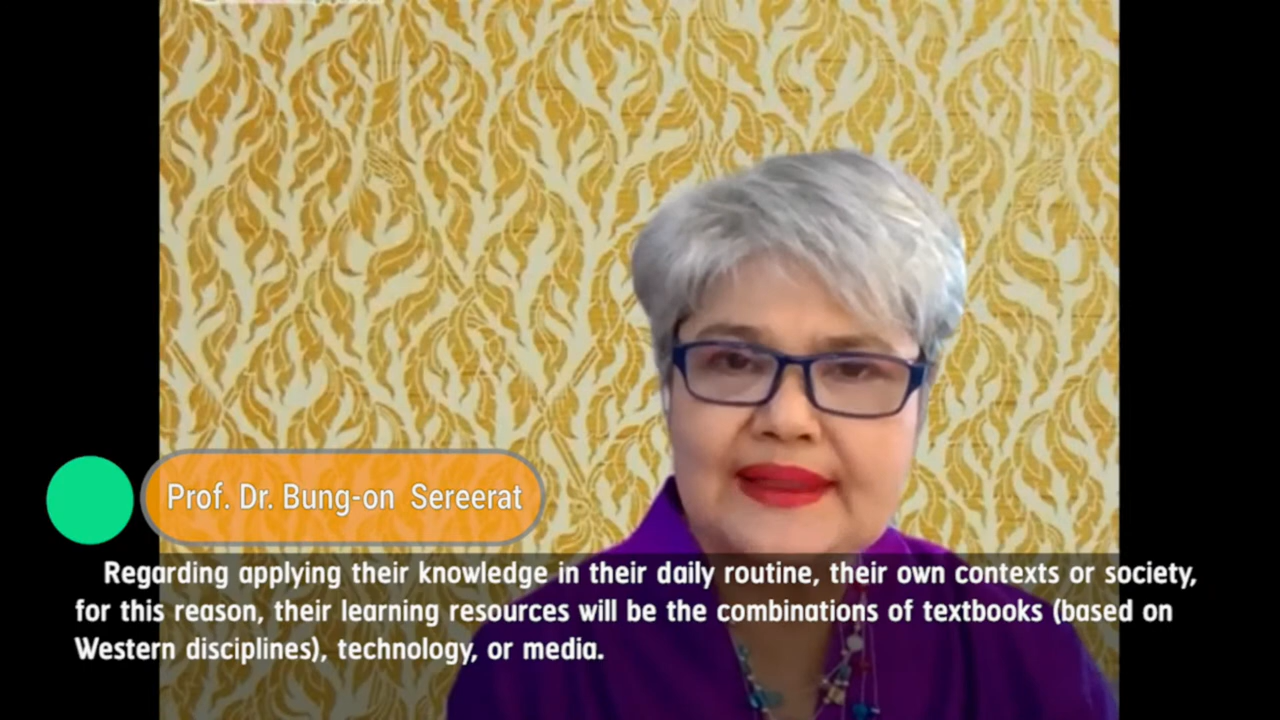 Prof. Dr. Bung-on Sereerat
Regarding applying their knowledge in their daily routine, their own contexts or society,
for this reason, their learning resources will be the combinations of textbooks (based on
Western disciplines), technology, or media.